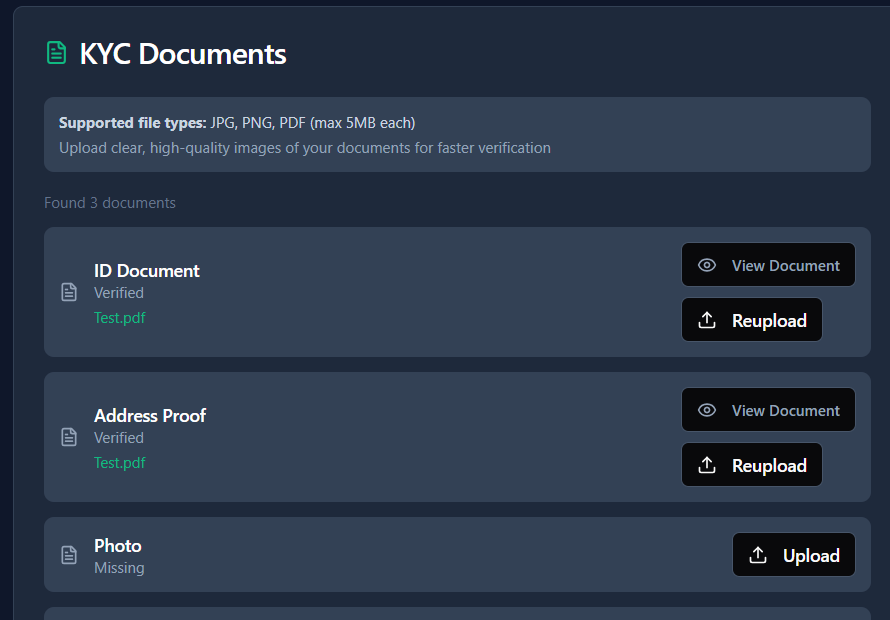 KYC Documents
Supported file types: JPG, PNG, PDF (max 5MB each)
Upload clear, high-quality images of your documents for faster verification
Found 3 documents
ID Document
Verified
Test.pdf
View Document
Reupload
Address Proof
Verified
Test.pdf
View Document
Reupload
Photo
Missing
Upload